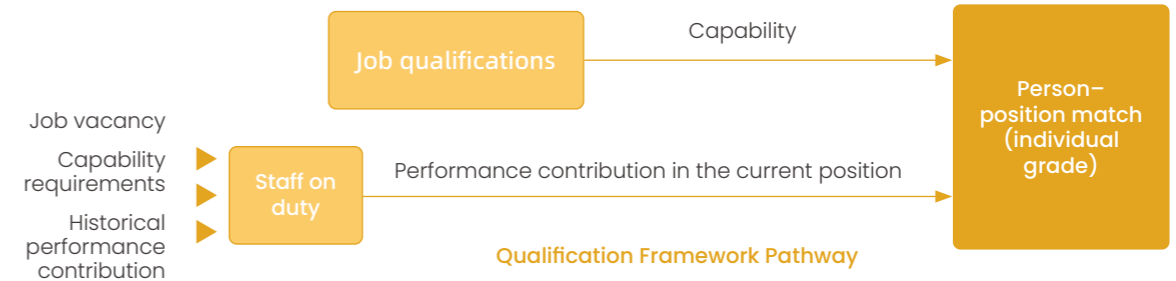 Capability
Job qualifications
Person–
position match
(individual
grade)
Job vacancy
Capability
requirements
Historical
performance
contribution
Staff on
duty
Performance contribution in the current position
Qualification Framework Pathway